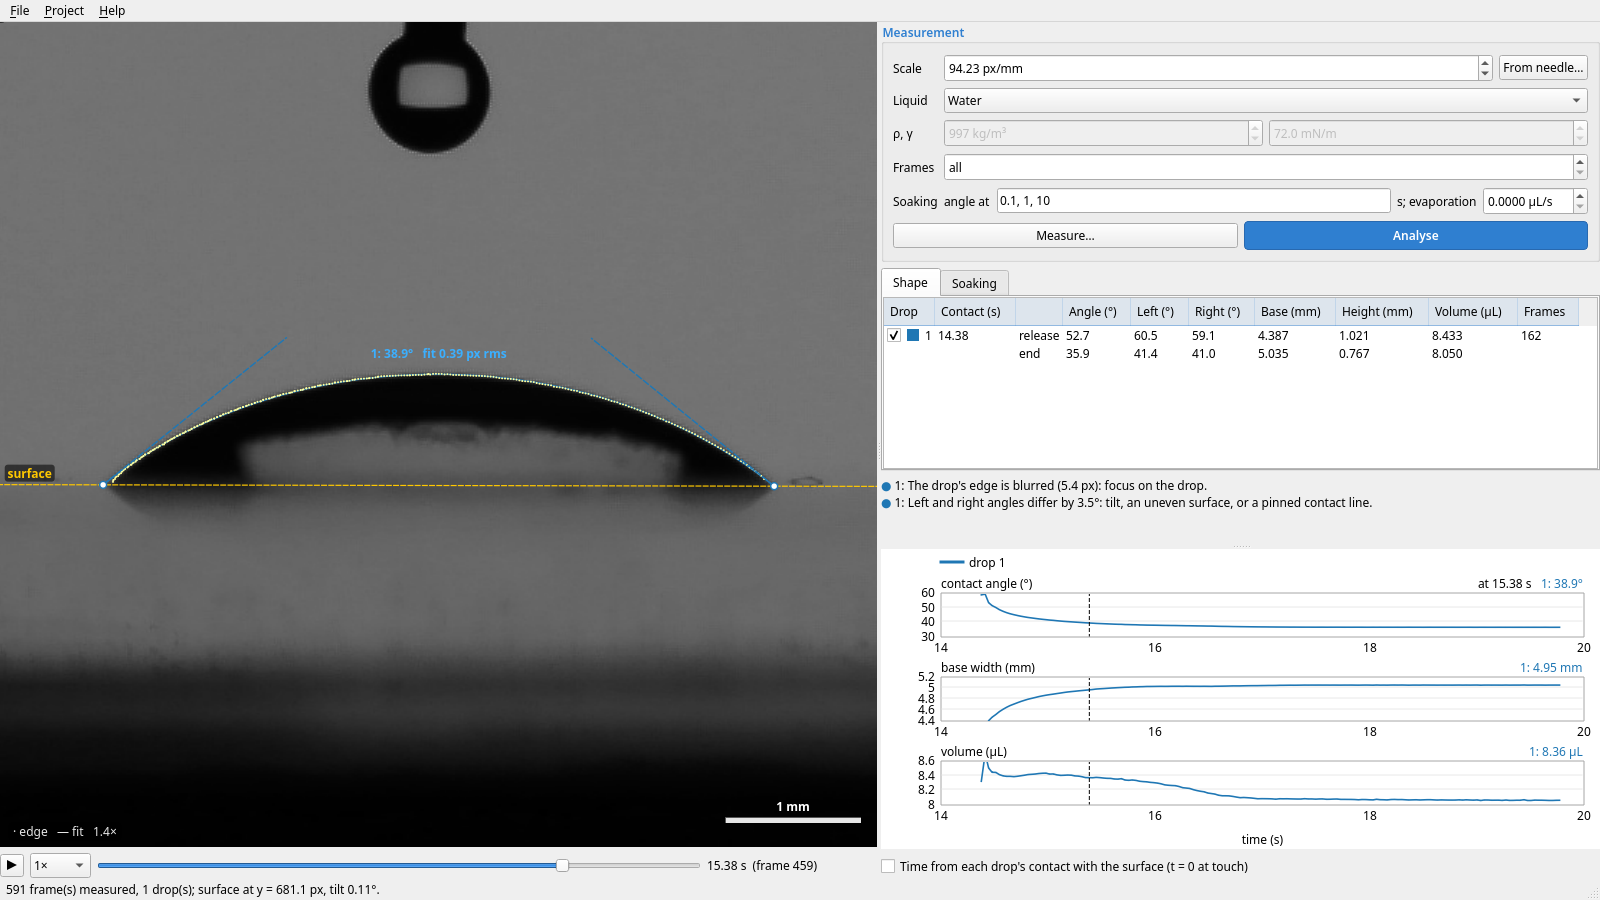 File Project Help
Measurement
Scale 94.23 px/mm From needle...
Liquid Water
ρ, γ 997 kg/m³ 72.0 mN/m
Frames all
Soaking angle at 0.1, 1, 10 s; evaporation 0.0000 µL/s
Measure... Analyse
Shape Soaking
Drop Contact (s) Angle (°) Left (°) Right (°) Base (mm) Height (mm) Volume (µL) Frames
1 14.38 release 52.7 60.5 59.1 4.387 1.021 8.433 162
end 35.9 41.4 41.0 5.035 0.767 8.050
1: 38.9° fit 0.39 px rms
surface
1: The drop's edge is blurred (5.4 px): focus on the drop.
1: Left and right angles differ by 3.5°: tilt, an uneven surface, or a pinned contact line.
drop 1
contact angle (°) at 15.38 s 1: 38.9°
60
50
40
30
14 16 18 20
base width (mm) 1: 4.95 mm
5.2
5
4.8
4.6
4.4
14 16 18 20
volume (µL) 1: 8.36 µL
8.6
8.4
8.2
8
14 16 18 20
time (s)
1 mm
· edge — fit 1.4×
1× 15.38 s (frame 459)
Time from each drop's contact with the surface (t = 0 at touch)
591 frame(s) measured, 1 drop(s); surface at y = 681.1 px, tilt 0.11°.